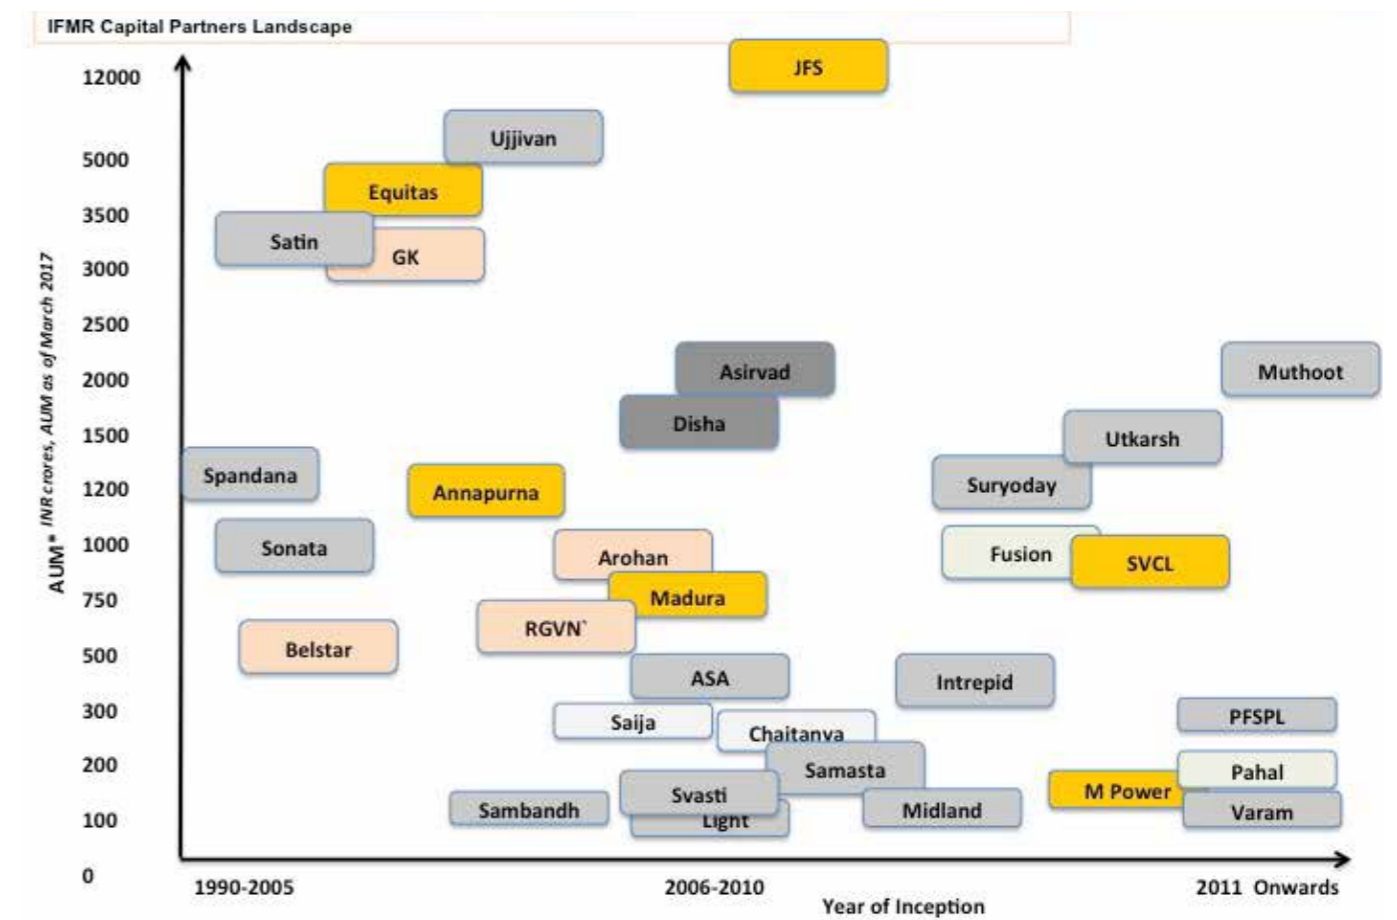 IFMR Capital Partners Landscape
12000
JFS
Ujjivan
5000
Equitas
3500
Satin
GK
3000
2500
Asirvad
Muthoot
2000
Disha
1500
Utkarsh
Spandana
Suryoday
1200
Annapurna
1000
Sonata
Arohan
Fusion
SVCL
750
Madura
RGVN`
Belstar
500
ASA
Intrepid
300
Saija
Chaitanya
PFSPL
200
Samasta
Pahal
Svasti
M Power
Sambandh
Midland
Varam
100
Light
0
AUM* INR crores, AUM as of March 2017
1990-2005
2006-2010
2011 Onwards
Year of Inception